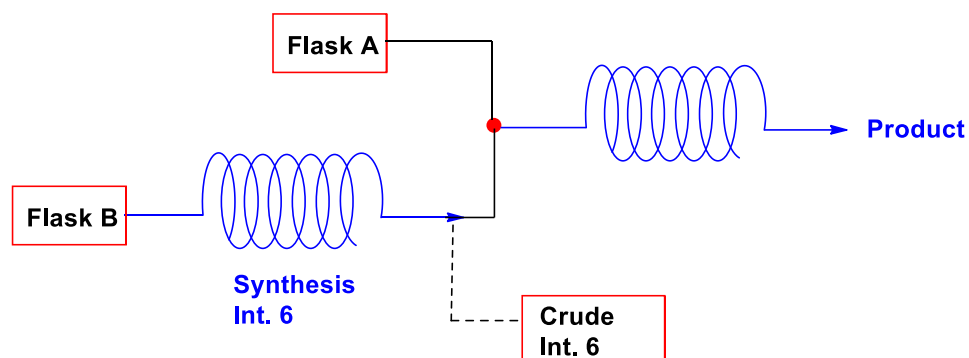 Flask A
Product
Flask B
Synthesis
Int. 6
Crude
Int. 6